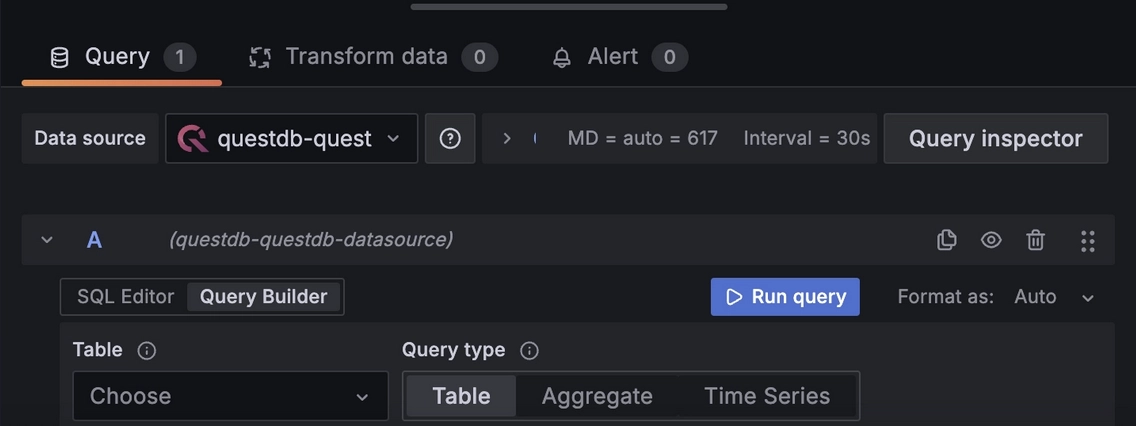 Query 1 Transform data 0 Alert 0
Data source questdb-quest MD = auto = 617 Interval = 30s Query inspector
A (questdb-questdb-datasource)
SQL Editor Query Builder Run query Format as: Auto
Table Query type
Choose Table Aggregate Time Series